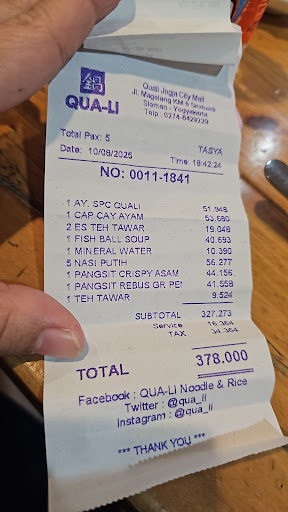 鍋
QUA-LI
Quali Jogja City Mall
Jl. Magelang KM 6 Sinduadi
Sleman - Yogyakarta
Telp : 0274-6429229
Total Pax: 5
TASYA
Date: 10/08/2025
Time: 18:42:24
NO: 0011-1841
1 AY. SPC QUALI 51.948
1 CAP CAY AYAM 53.680
2 ES TEH TAWAR 19.048
1 FISH BALL SOUP 40.693
1 MINERAL WATER 10.390
5 NASI PUTIH 56.277
1 PANGSIT CRISPY ASAM 44.156
1 PANGSIT REBUS GR PEI 41.558
1 TEH TAWAR 9.524
SUBTOTAL 327.273
Service 16.364
TAX 34.364
TOTAL 378.000
Facebook : QUA-LI Noodle & Rice
Twitter : @qua_li
Instagram : @qua_li
*** THANK YOU ***